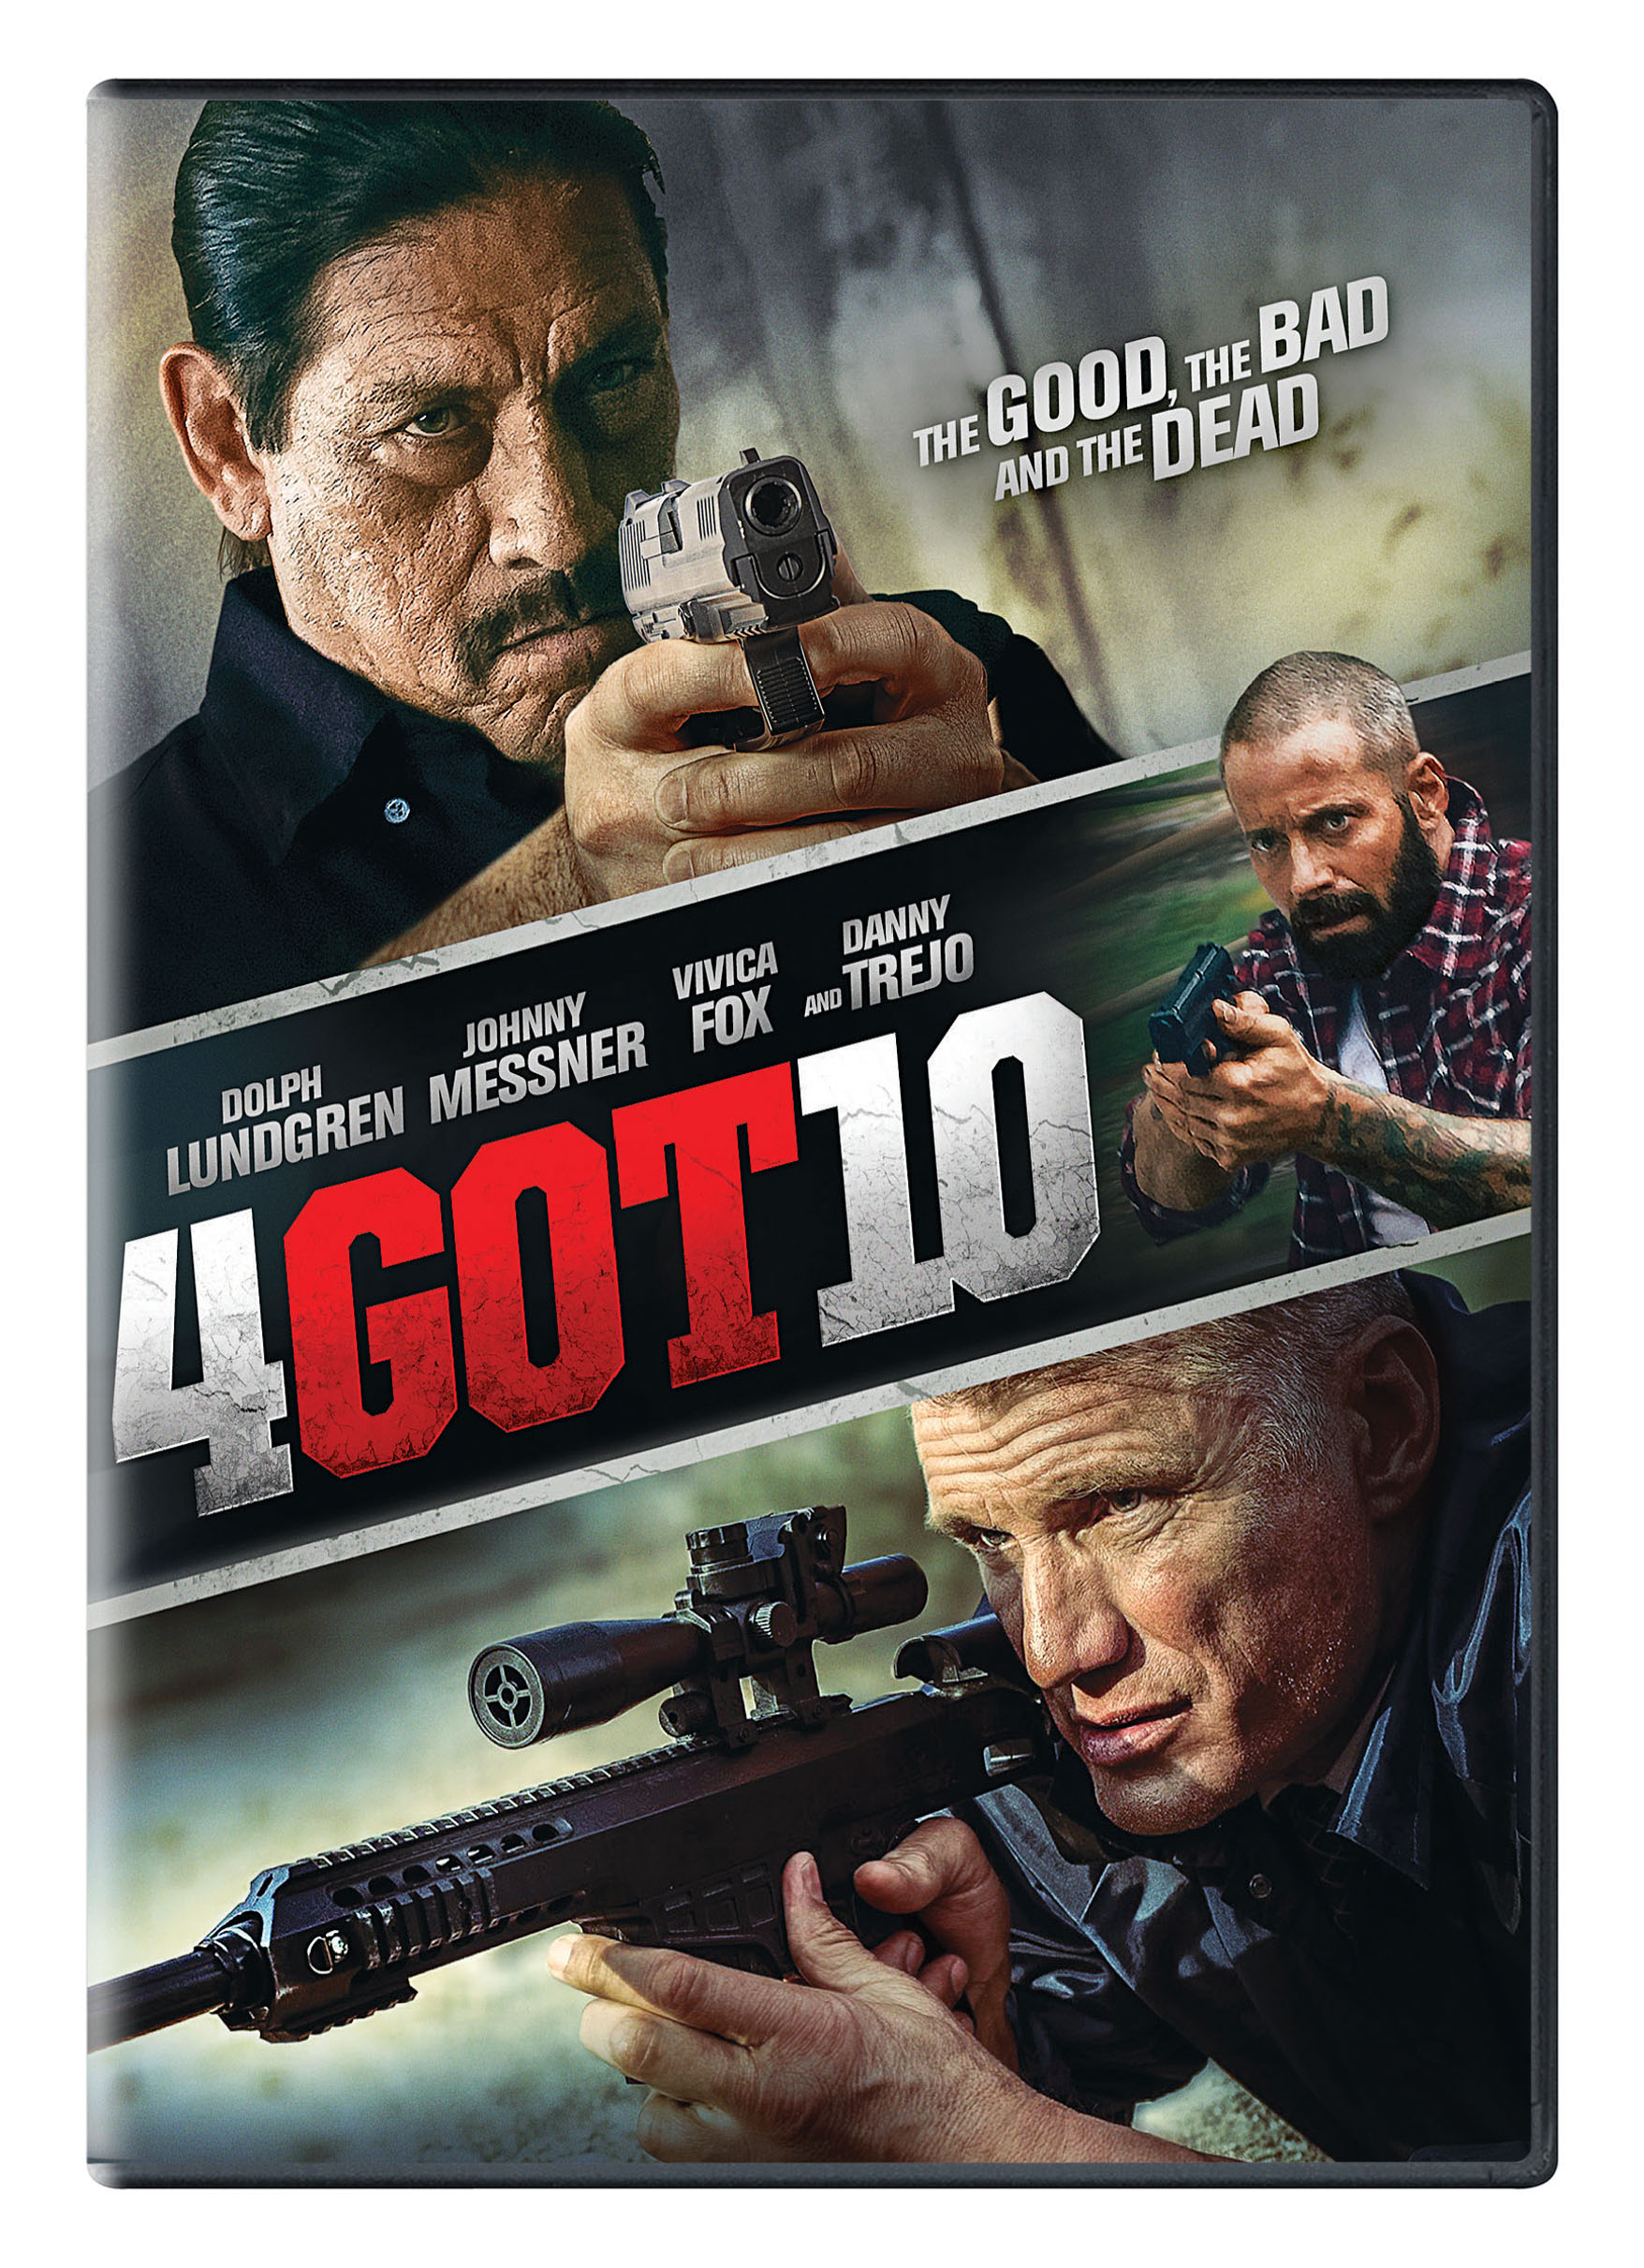 THE GOOD, THE BAD
AND THE DEAD
DOLPH
LUNDGREN
JOHNNY
MESSNER
VIVICA
FOX
AND DANNY
TREJO
4GOT10